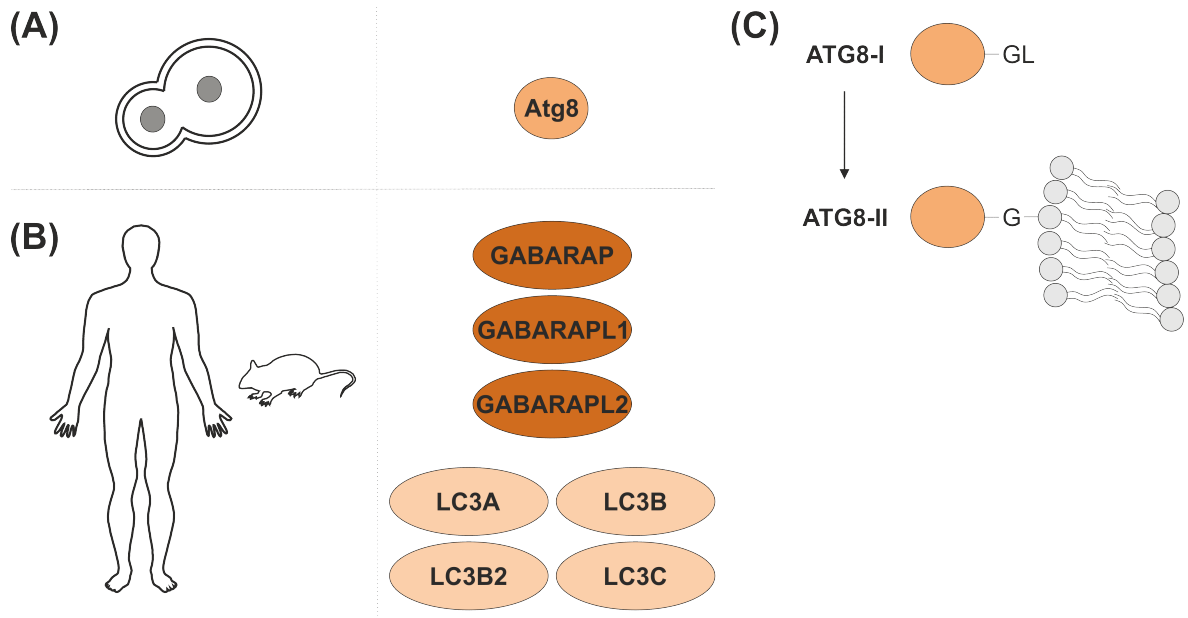 (A)
Atg8
(B)
GABARAP
GABARAPL1
GABARAPL2
LC3A LC3B
LC3B2 LC3C
(C)
ATG8-I GL
ATG8-II G